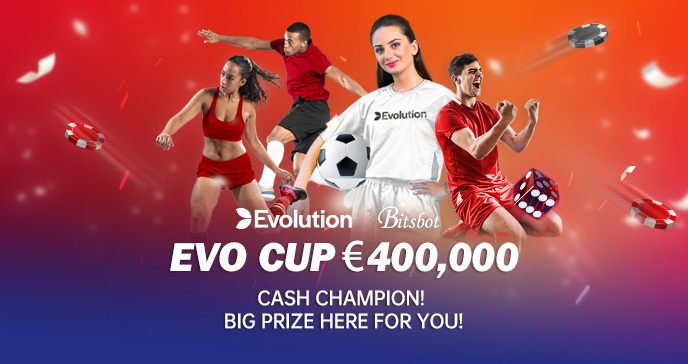 Evolution
Evolution Bitsbot
EVO CUP €400,000
CASH CHAMPION!
BIG PRIZE HERE FOR YOU!